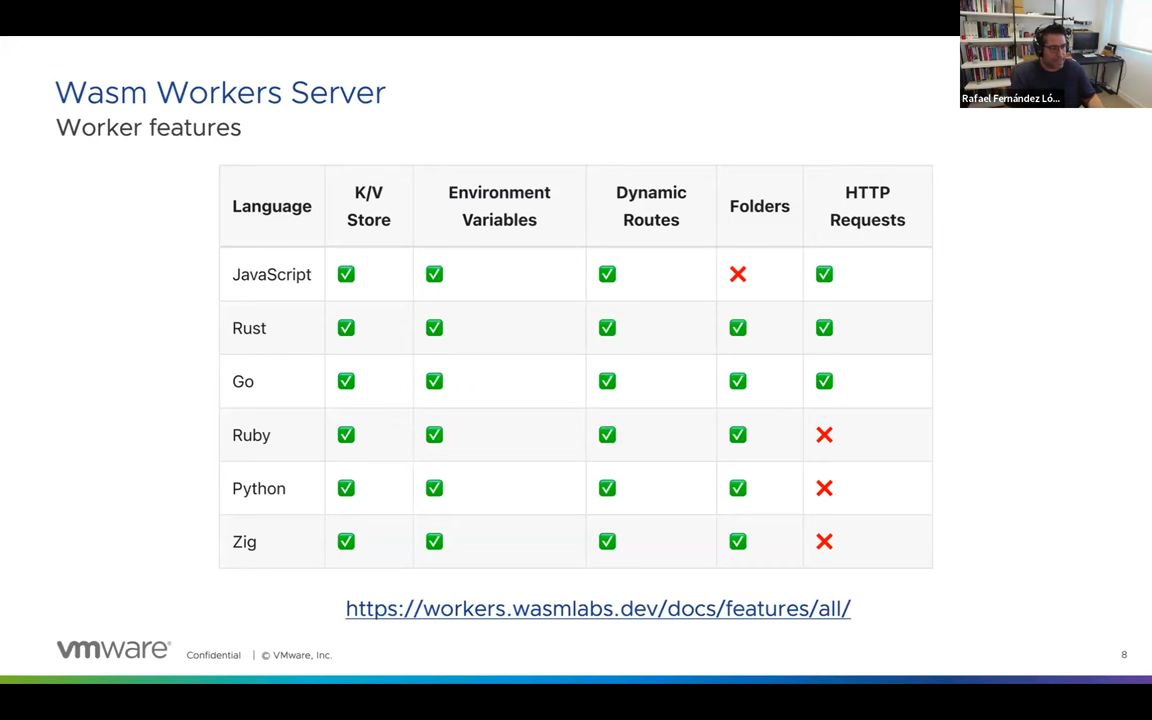 Rafael Fernández Ló...
Wasm Workers Server
Worker features
Language K/V Store Environment Variables Dynamic Routes Folders HTTP Requests
JavaScript ✅ ✅ ✅ ❌ ✅
Rust ✅ ✅ ✅ ✅ ✅
Go ✅ ✅ ✅ ✅ ✅
Ruby ✅ ✅ ✅ ✅ ❌
Python ✅ ✅ ✅ ✅ ❌
Zig ✅ ✅ ✅ ✅ ❌
https://workers.wasmlabs.dev/docs/features/all/
vmware® Confidential | © VMware, Inc. 8